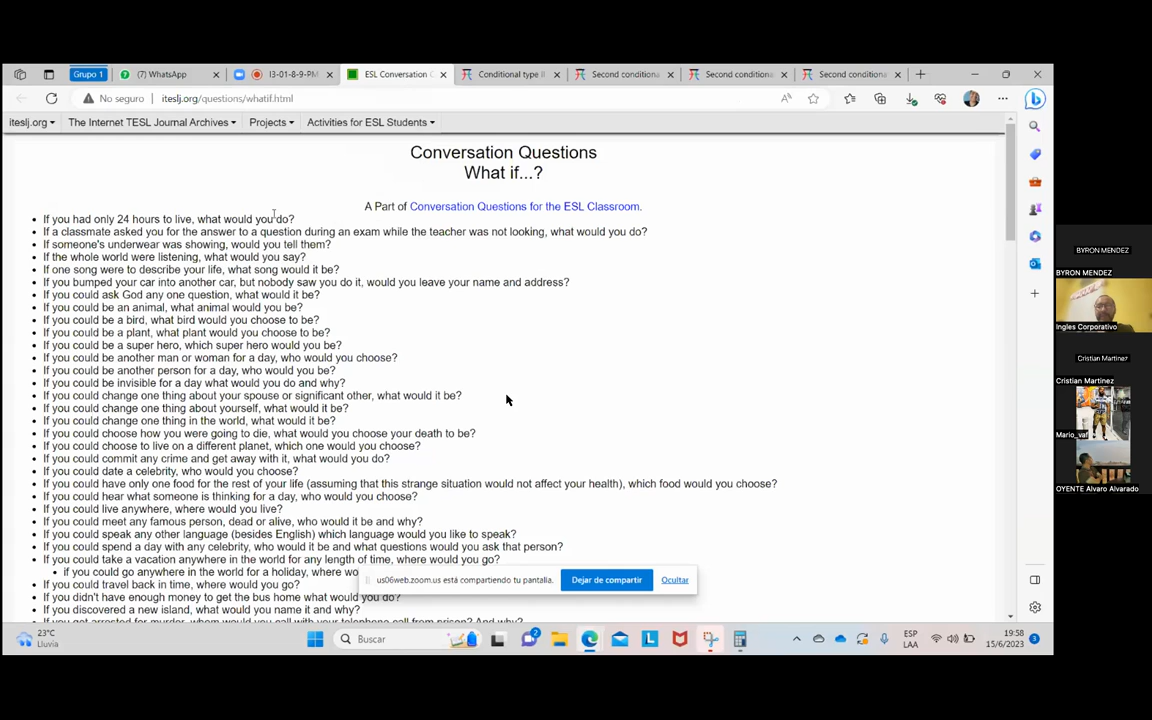 Grupo 1
(7) WhatsApp
I3-01-8-9-PM
ESL Conversation
Conditional type
Second conditiona
Second conditiona
Second conditiona
No seguro
iteslj.org/questions/whatif.html
iteslj.org
The Internet TESL Journal Archives
Projects
Activities for ESL Students
Conversation Questions
What if...?
A Part of Conversation Questions for the ESL Classroom.
If you had only 24 hours to live, what would you do?
If a classmate asked you for the answer to a question during an exam while the teacher was not looking, what would you do?
If someone's underwear was showing, would you tell them?
If the whole world were listening, what would you say?
If one song were to describe your life, what song would it be?
If you bumped your car into another car, but nobody saw you do it, would you leave your name and address?
If you could ask God any one question, what would it be?
If you could be an animal, what animal would you be?
If you could be a bird, what bird would you choose to be?
If you could be a plant, what plant would you choose to be?
If you could be a super hero, which super hero would you be?
If you could be another man or woman for a day, who would you choose?
If you could be another person for a day, who would you be?
If you could be invisible for a day what would you do and why?
If you could change one thing about your spouse or significant other, what would it be?
If you could change one thing about yourself, what would it be?
If you could change one thing in the world, what would it be?
If you could choose how you were going to die, what would you choose your death to be?
If you could choose to live on a different planet, which one would you choose?
If you could commit any crime and get away with it, what would you do?
If you could date a celebrity, who would you choose?
If you could have only one food for the rest of your life (assuming that this strange situation would not affect your health), which food would you choose?
If you could hear what someone is thinking for a day, who would you choose?
If you could live anywhere, where would you live?
If you could meet any famous person, dead or alive, who would it be and why?
If you could speak any other language (besides English) which language would you like to speak?
If you could spend a day with any celebrity, who would it be and what questions would you ask that person?
If you could take a vacation anywhere in the world for any length of time, where would you go?
if you could go anywhere in the world for a holiday, where wo
If you could travel back in time, where would you go?
If you didn't have enough money to get the bus home what would you do?
If you discovered a new island, what would you name it and why?
If you got arrested for murder, whom would you call with your telephone call from prison? And why?
us06web.zoom.us está compartiendo tu pantalla.
Dejar de compartir
Ocultar
BYRON MENDEZ
BYRON MENDEZ
Ingles Corporativo
Cristian Martinez
Cristian Martinez
Mario_vaf
OYENTE Alvaro Alvarado
23°C
Lluvia
Buscar
2
ESP
LAA
19:58
15/6/2023
3